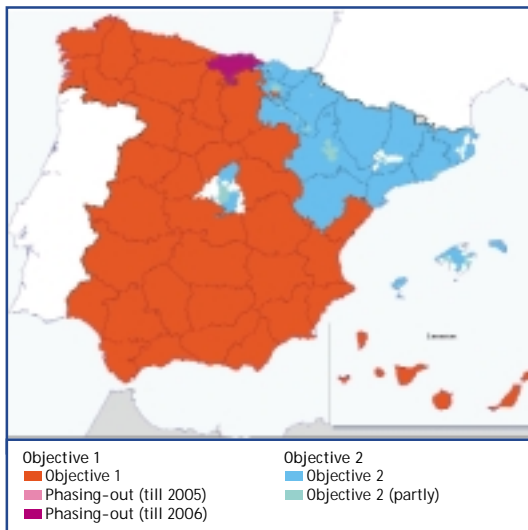 Objective 1
Objective 1
Phasing-out (till 2005)
Phasing-out (till 2006)
Objective 2
Objective 2
Objective 2 (partly)